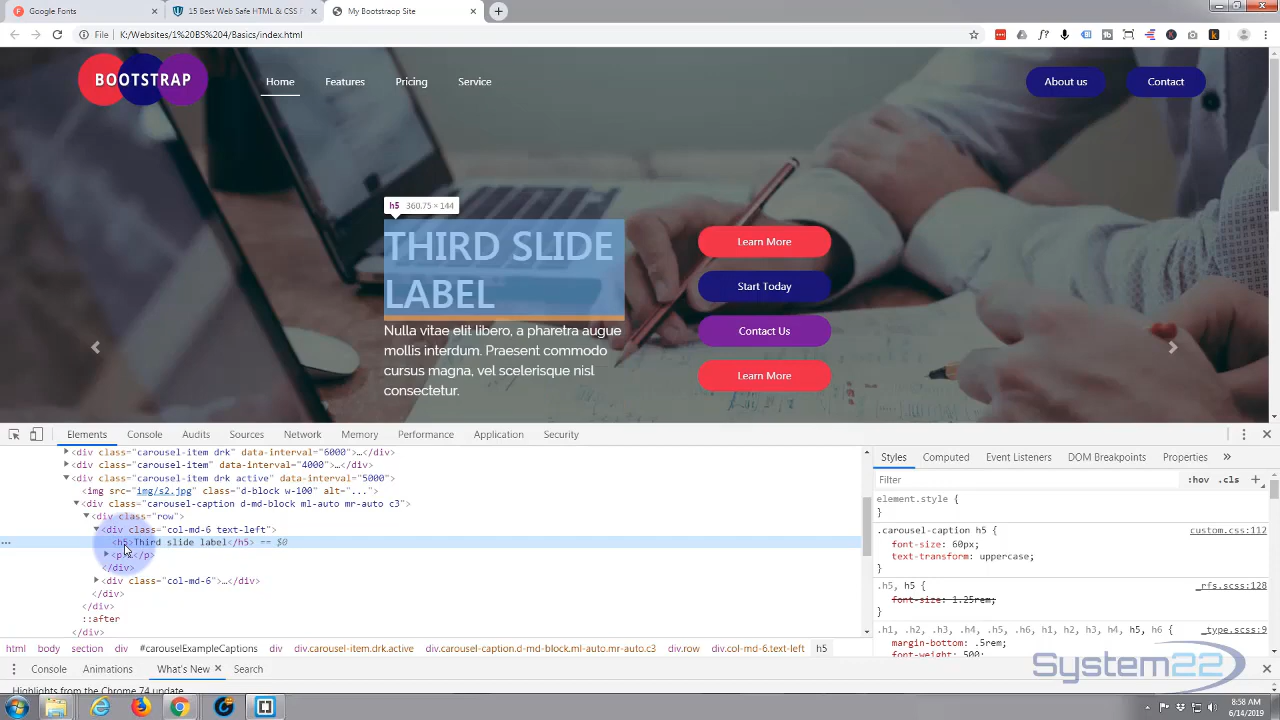 Google Fonts
15 Best Web Safe HTML & CSS F
My Bootstraop Site
File | K:/Websites/1%20BS%204/Basics/index.html
BOOTSTRAP
Home
Features
Pricing
Service
About us
Contact
h5 360.75 × 144
THIRD SLIDE
LABEL
Nulla vitae elit libero, a pharetra augue
mollis interdum. Praesent commodo
cursus magna, vel scelerisque nisl
consectetur.
Learn More
Start Today
Contact Us
Learn More
Elements
Console
Audits
Sources
Network
Memory
Performance
Application
Security
<div class="carousel-item drk" data-interval="6000">…</div>
<div class="carousel-item" data-interval="4000">…</div>
<div class="carousel-item drk active" data-interval="5000">
<img src="img/s2.jpg" class="d-block w-100" alt="...">
<div class="carousel-caption d-md-block ml-auto mr-auto c3">
<div class="row">
<div class="col-md-6 text-left">
<h5>Third slide label</h5> == $0
<p>…</p>
</div>
<div class="col-md-6">…</div>
</div>
</div>
::after
</div>
html body section div #carouselExampleCaptions div div.carousel-item.drk.active div.carousel-caption.d-md-block.ml-auto.mr-auto.c3 div.row div.col-md-6.text-left h5
Styles
Computed
Event Listeners
DOM Breakpoints
Properties
Filter
:hov .cls
element.style {
}
.carousel-caption h5 { custom.css:112
font-size: 60px;
text-transform: uppercase;
}
.h5, h5 { _rfs.scss:128
font-size: 1.25rem;
}
.h1, .h2, .h3, .h4, .h5, .h6, h1, h2, h3, h4, h5, h6 { _type.scss:9
margin-bottom: .5rem;
font-weight: 500;
Console
Animations
What's New
Search
Highlights from the Chrome 74 update
System22
8:58 AM
6/14/2019